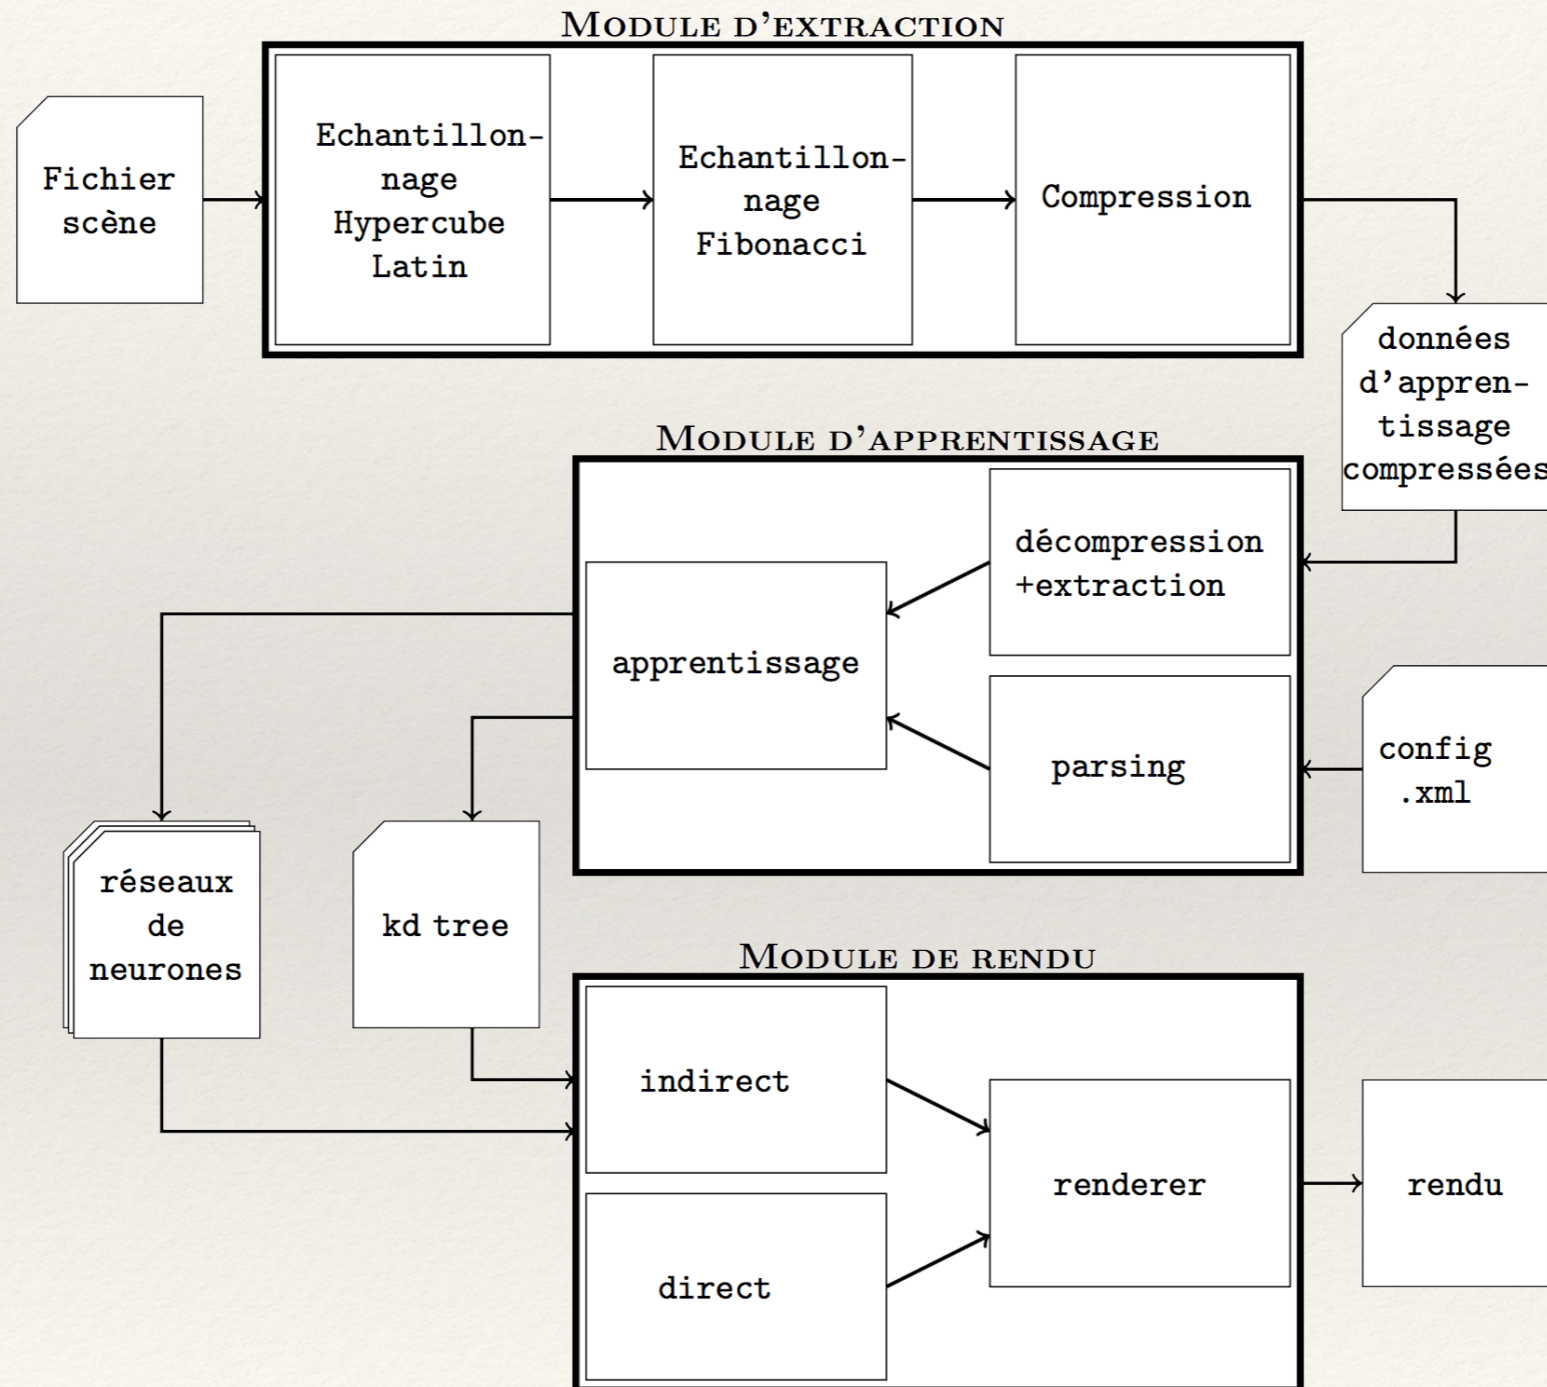 MODULE D'EXTRACTION
Fichier
scène
Echantillon-
nage
Hypercube
Latin
Echantillon-
nage
Fibonacci
Compression
données
d'appren-
tissage
compressées
MODULE D'APPRENTISSAGE
décompression
+extraction
apprentissage
parsing
config
.xml
réseaux
de
neurones
kd tree
MODULE DE RENDU
indirect
renderer
rendu
direct